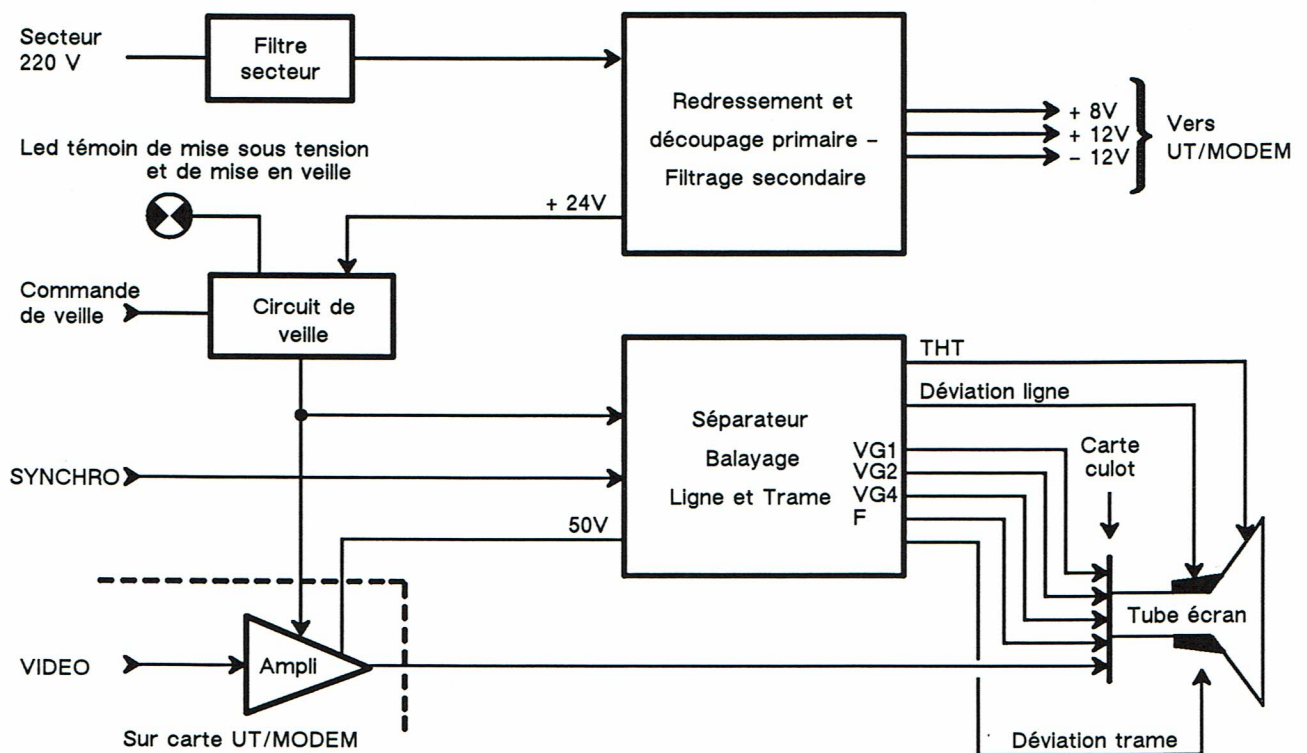 Secteur
220 V
Filtre
secteur
Redressement et
découpage primaire -
Filtrage secondaire
+ 8V
+ 12V
- 12V
Vers
UT/MODEM
Led témoin de mise sous tension
et de mise en veille
+ 24V
Commande
de veille
Circuit de
veille
THT
Déviation ligne
Séparateur
Balayage
Ligne et Trame
VG1
VG2
VG4
F
Carte
culot
SYNCHRO
50V
Tube écran
VIDEO
Ampli
Sur carte UT/MODEM
Déviation trame